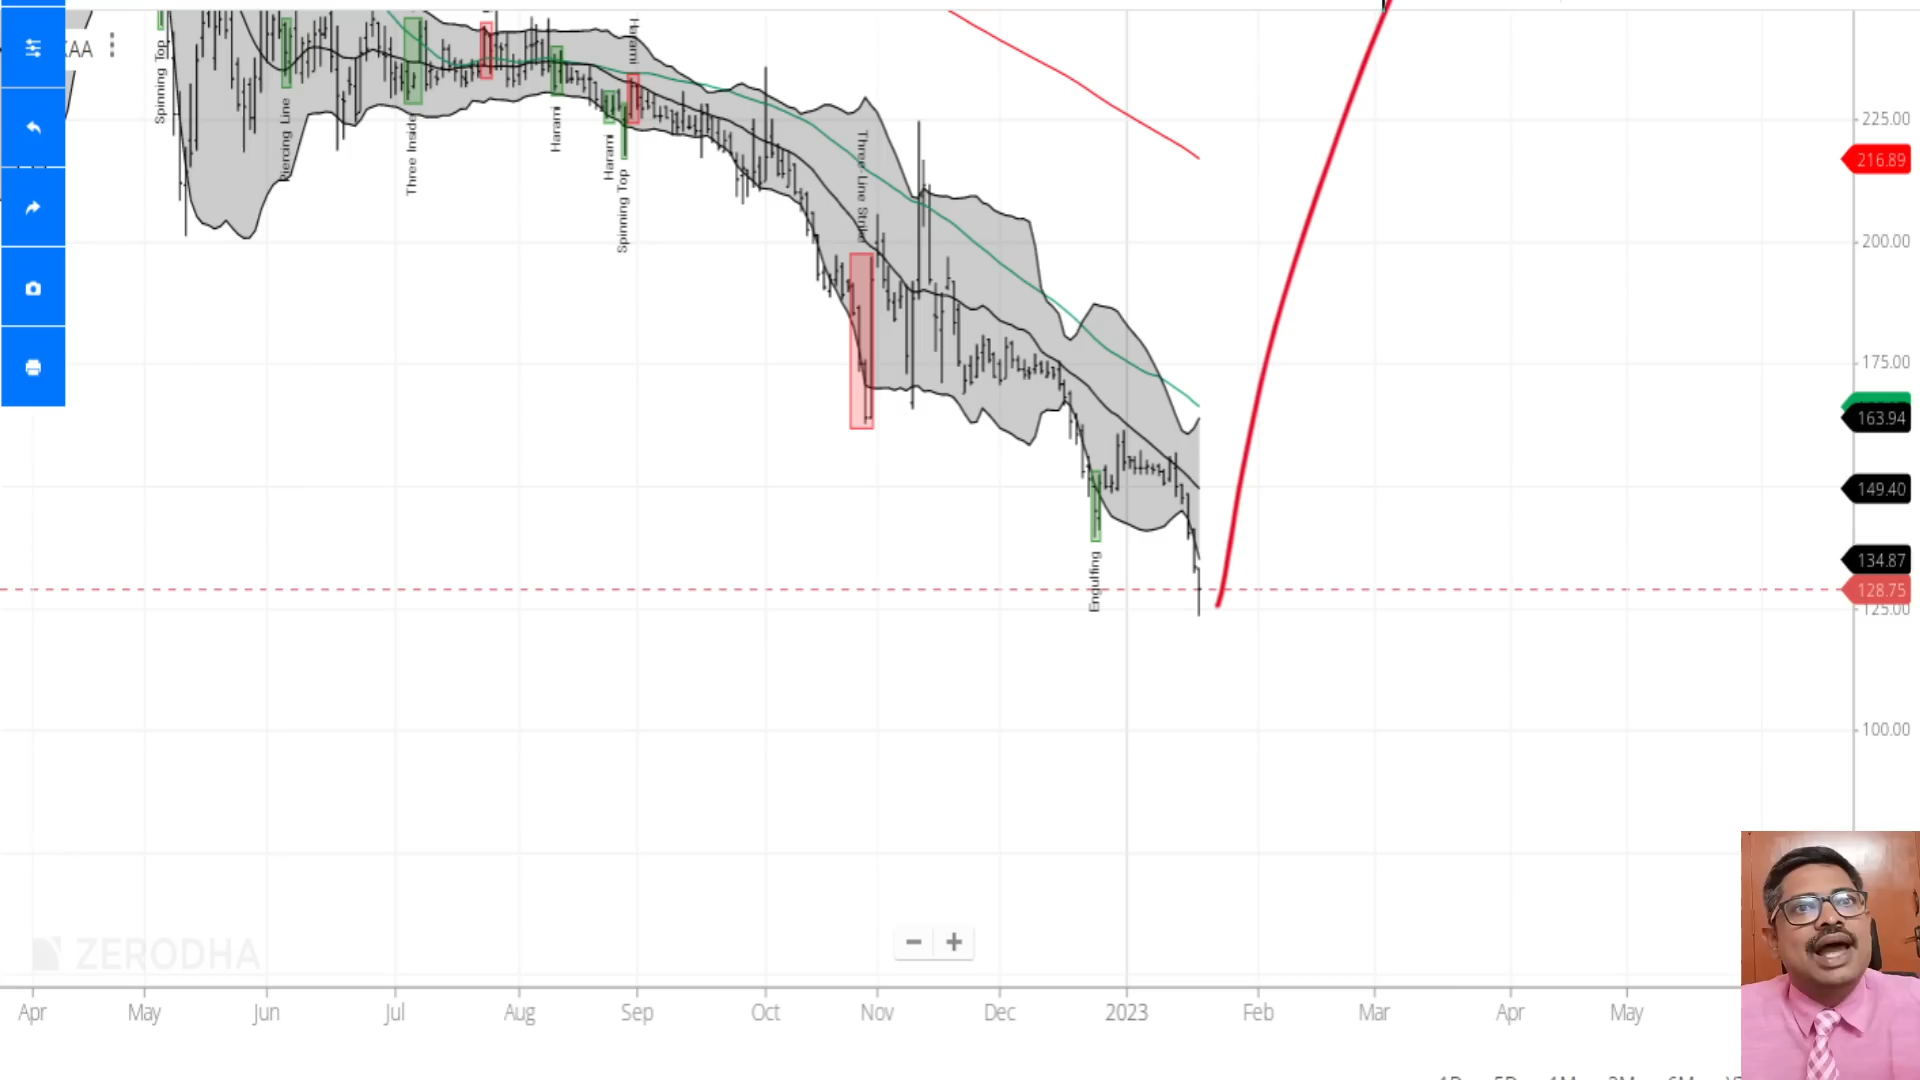 KAA
Spinning Top
Piercing Line
Three Inside
Harami
Harami
Spinning Top
Harami
Three-Line Strike
Engulfing
225.00
216.89
200.00
175.00
163.94
149.40
134.87
128.75
125.00
100.00
ZERODHA
Apr May Jun Jul Aug Sep Oct Nov Dec 2023 Feb Mar Apr May